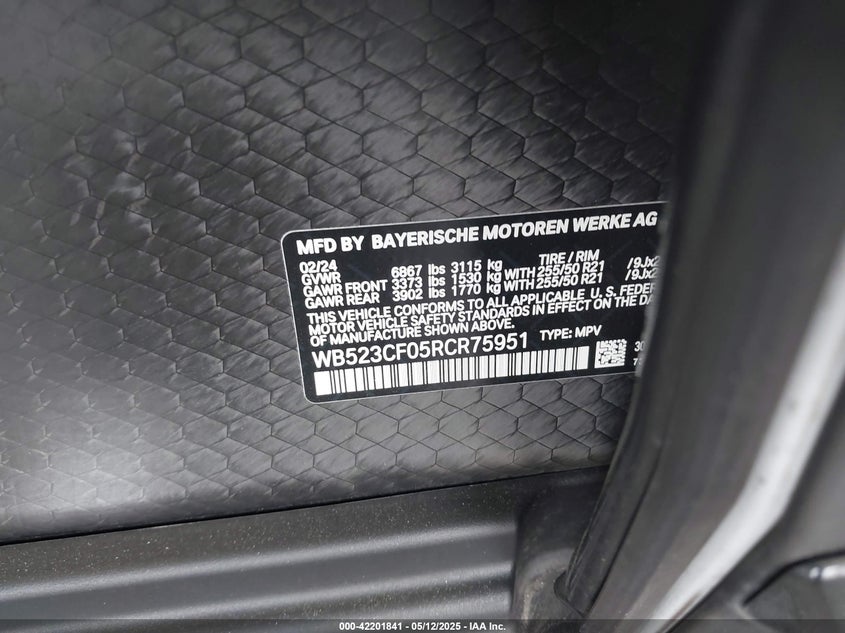 MFD BY BAYERISCHE MOTOREN WERKE AG
02/24 TIRE / RIM
GVWR 6867 lbs 3115 kg
GAWR FRONT 3373 lbs 1530 kg WITH 255/50 R21 /9Jx2
GAWR REAR 3902 lbs 1770 kg WITH 255/50 R21 /9Jx2
THIS VEHICLE CONFORMS TO ALL APPLICABLE U. S. FEDER
MOTOR VEHICLE SAFETY STANDARDS IN EFFECT ON THE DA
OF MANUFACTURE SHOWN ABOVE.
WB523CF05RCR75951 TYPE: MPV
000-42201841 - 05/12/2025 - IAA Inc.